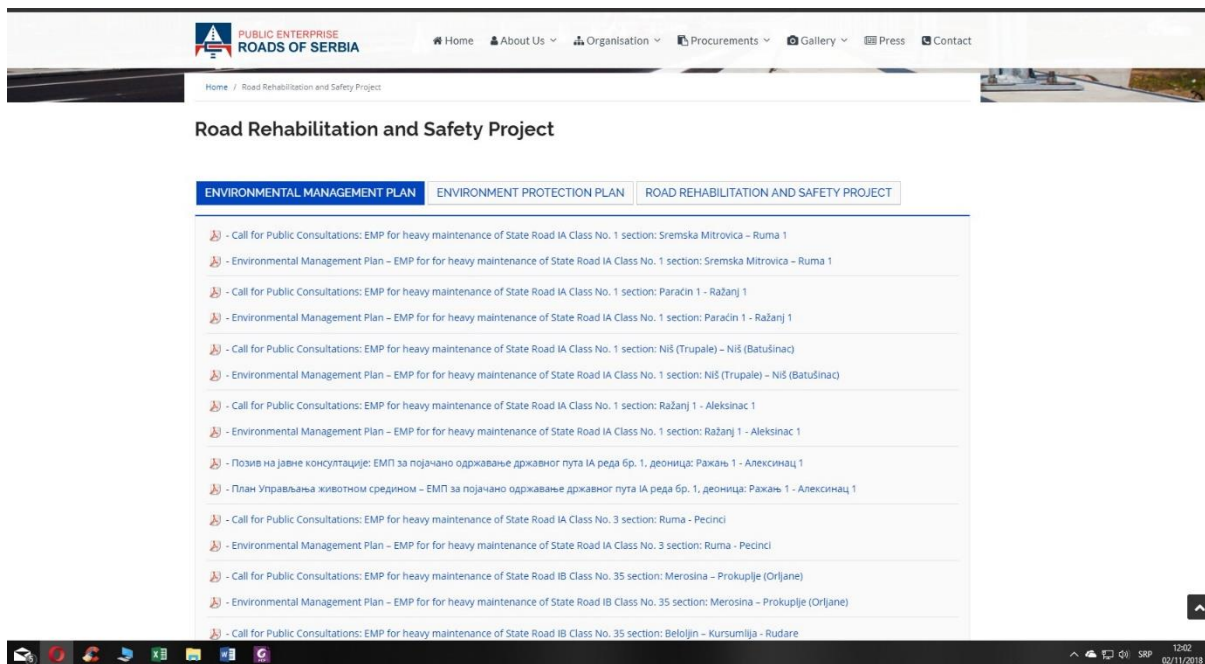 PUBLIC ENTERPRISE
ROADS OF SERBIA
Home About Us Organisation Procurements Gallery Press Contact
Home / Road Rehabilitation and Safety Project
Road Rehabilitation and Safety Project
ENVIRONMENTAL MANAGEMENT PLAN ENVIRONMENT PROTECTION PLAN ROAD REHABILITATION AND SAFETY PROJECT
- Call for Public Consultations: EMP for heavy maintenance of State Road IA Class No. 1 section: Sremska Mitrovica – Ruma 1
- Environmental Management Plan – EMP for for heavy maintenance of State Road IA Class No. 1 section: Sremska Mitrovica – Ruma 1
- Call for Public Consultations: EMP for heavy maintenance of State Road IA Class No. 1 section: Paraćin 1 - Ražanj 1
- Environmental Management Plan – EMP for for heavy maintenance of State Road IA Class No. 1 section: Paraćin 1 - Ražanj 1
- Call for Public Consultations: EMP for heavy maintenance of State Road IA Class No. 1 section: Niš (Trupale) – Niš (Batušinac)
- Environmental Management Plan – EMP for for heavy maintenance of State Road IA Class No. 1 section: Niš (Trupale) – Niš (Batušinac)
- Call for Public Consultations: EMP for heavy maintenance of State Road IA Class No. 1 section: Ražanj 1 - Aleksinac 1
- Environmental Management Plan – EMP for for heavy maintenance of State Road IA Class No. 1 section: Ražanj 1 - Aleksinac 1
- Позив на јавне консултације: ЕМП за појачано одржавање државног пута IА реда бр. 1, деоница: Ражањ 1 - Алексинац 1
- План Управљања животном средином – ЕМП за појачано одржавање државног пута IА реда бр. 1, деоница: Ражањ 1 - Алексинац 1
- Call for Public Consultations: EMP for heavy maintenance of State Road IA Class No. 3 section: Ruma - Pecinci
- Environmental Management Plan – EMP for for heavy maintenance of State Road IA Class No. 3 section: Ruma - Pecinci
- Call for Public Consultations: EMP for heavy maintenance of State Road IB Class No. 35 section: Merosina – Prokuplje (Orljane)
- Environmental Management Plan – EMP for for heavy maintenance of State Road IB Class No. 35 section: Merosina – Prokuplje (Orljane)
- Call for Public Consultations: EMP for heavy maintenance of State Road IB Class No. 35 section: Beloljin – Kursumlija - Rudare
SRP
12:02
02/11/2018